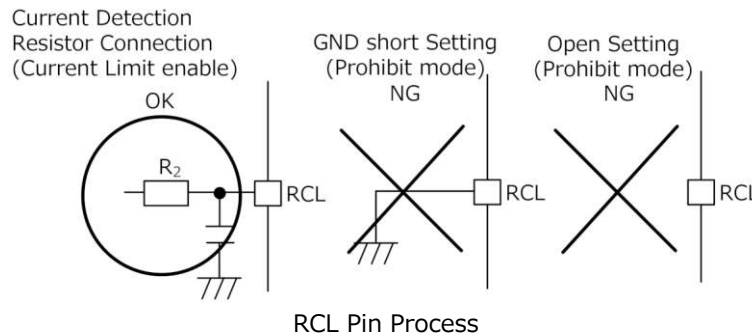 Current Detection
Resistor Connection
(Current Limit enable)
OK
R₂
RCL
GND short Setting
(Prohibit mode)
NG
RCL
Open Setting
(Prohibit mode)
NG
RCL
RCL Pin Process